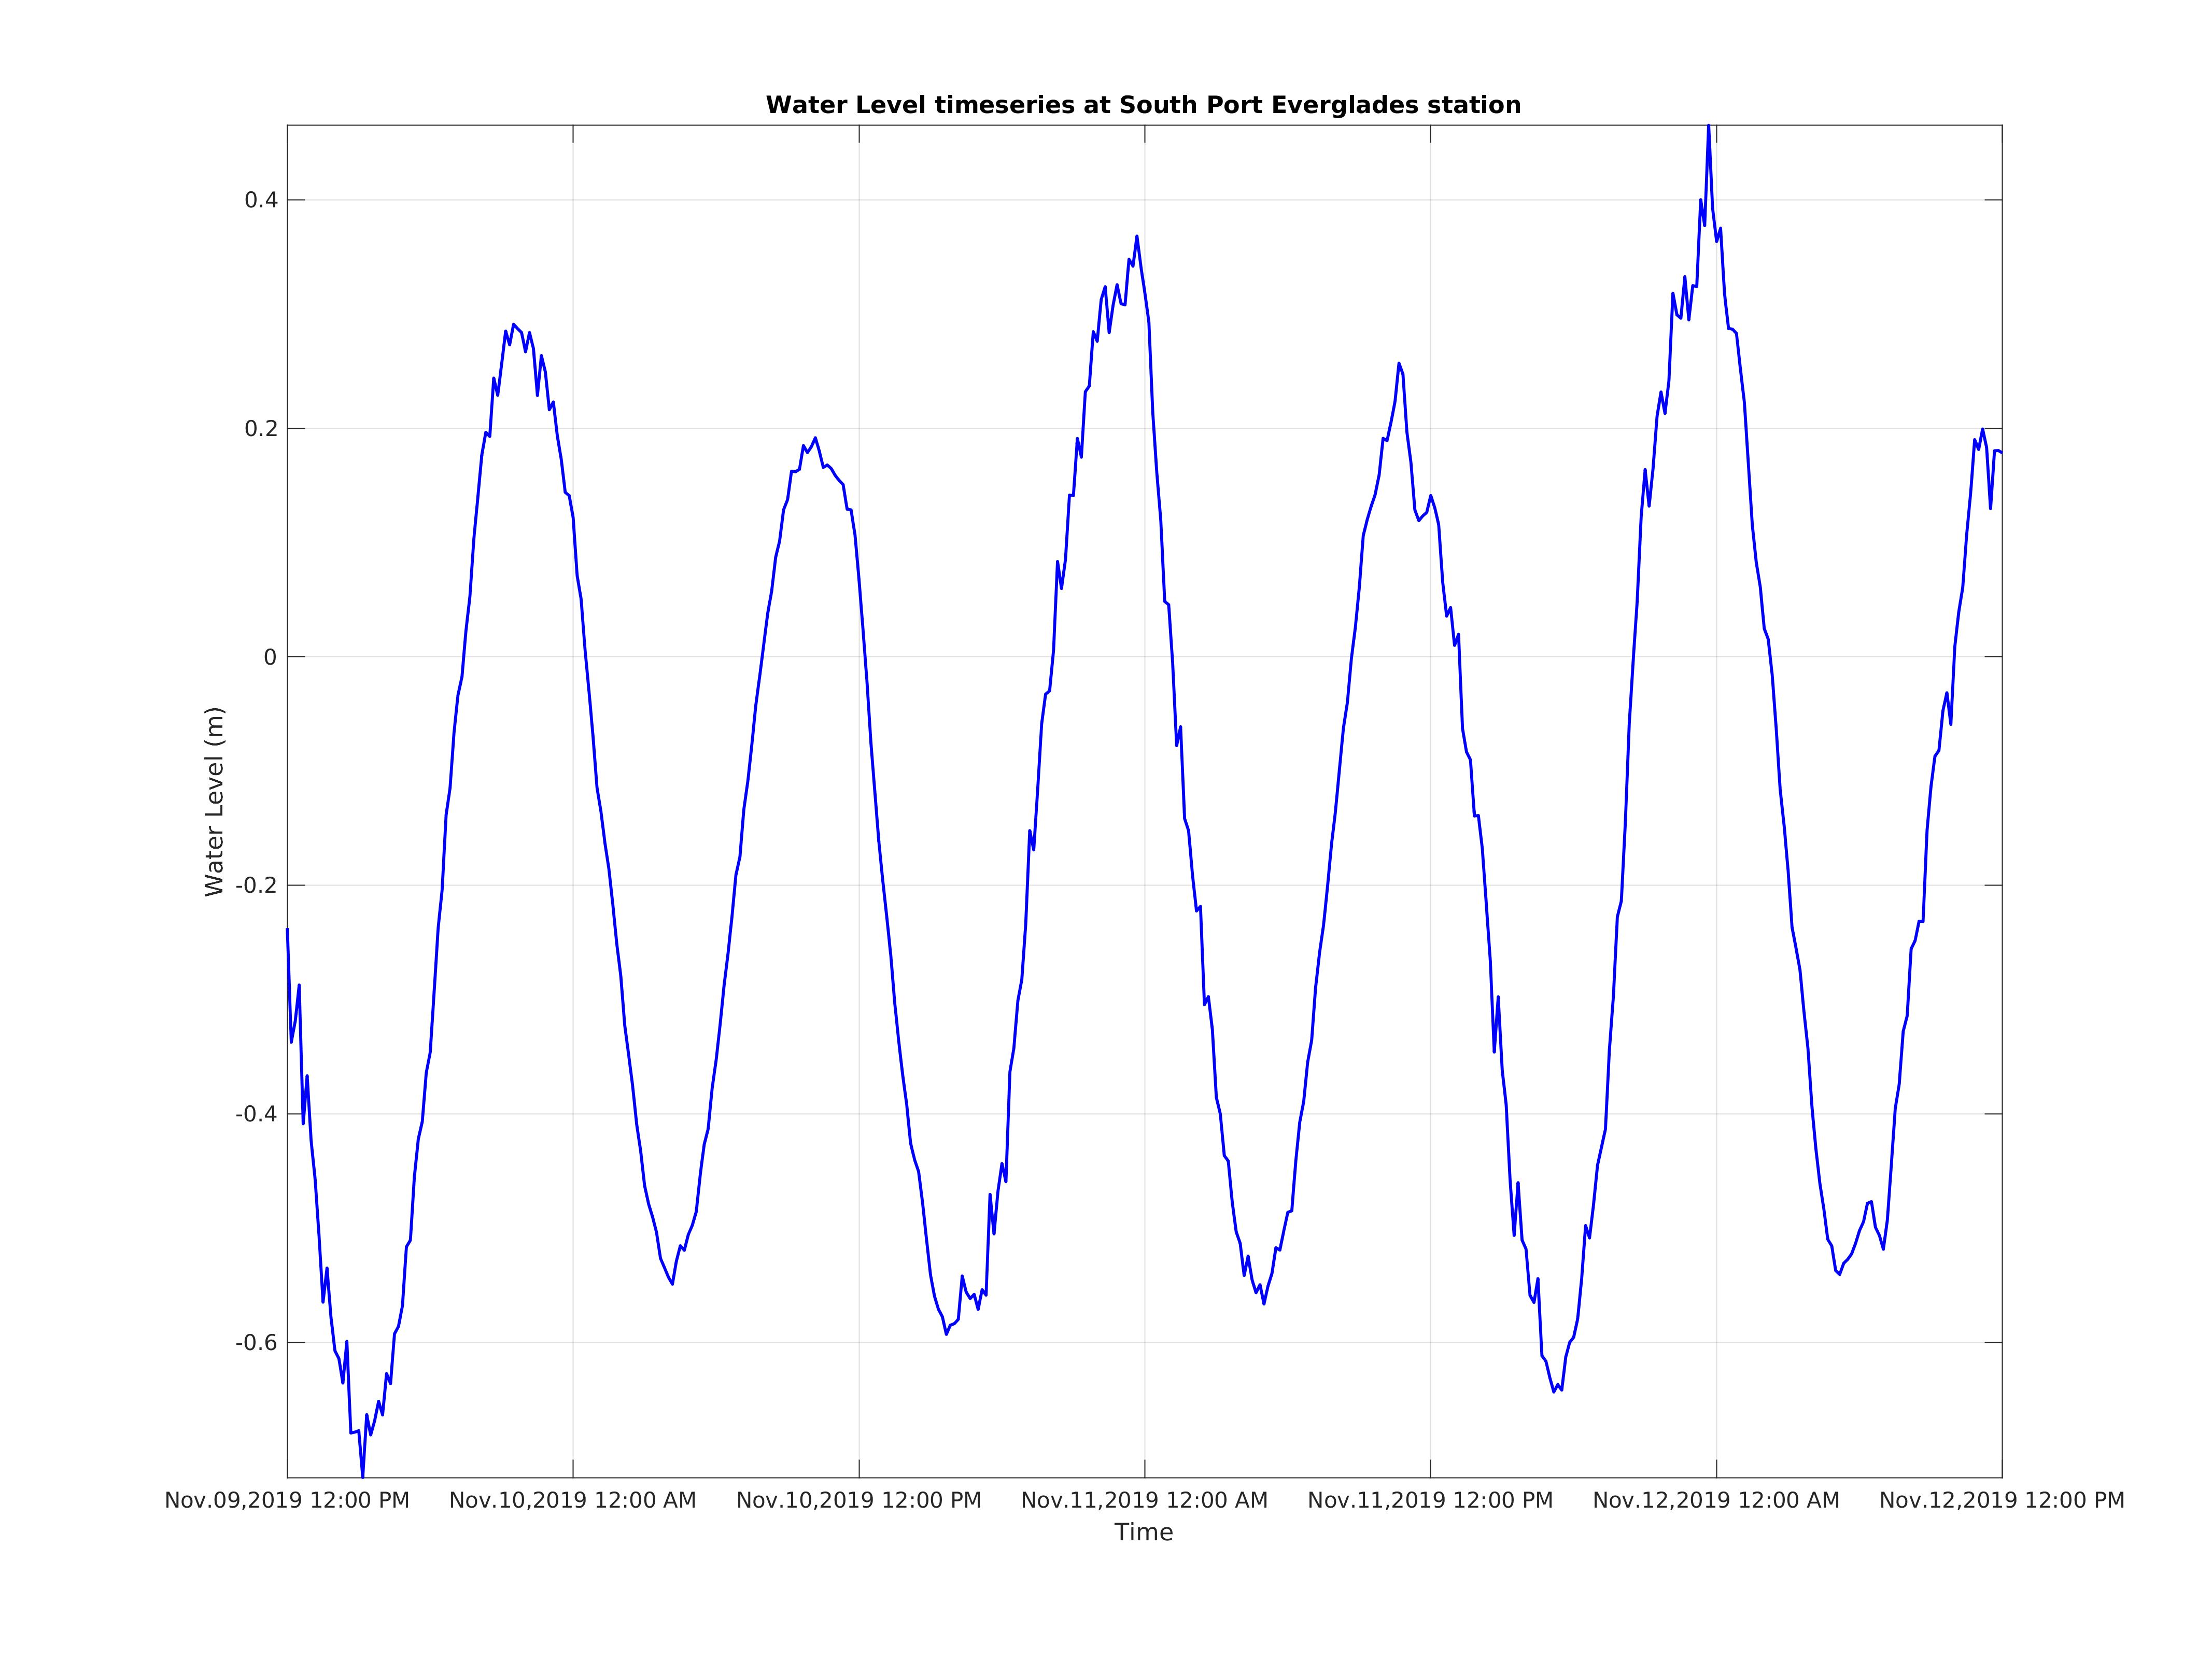 Water Level timeseries at South Port Everglades station
0.4
0.2
0
-0.2
-0.4
-0.6
Water Level (m)
Nov.09,2019 12:00 PM Nov.10,2019 12:00 AM Nov.10,2019 12:00 PM Nov.11,2019 12:00 AM Nov.11,2019 12:00 PM Nov.12,2019 12:00 AM Nov.12,2019 12:00 PM
Time